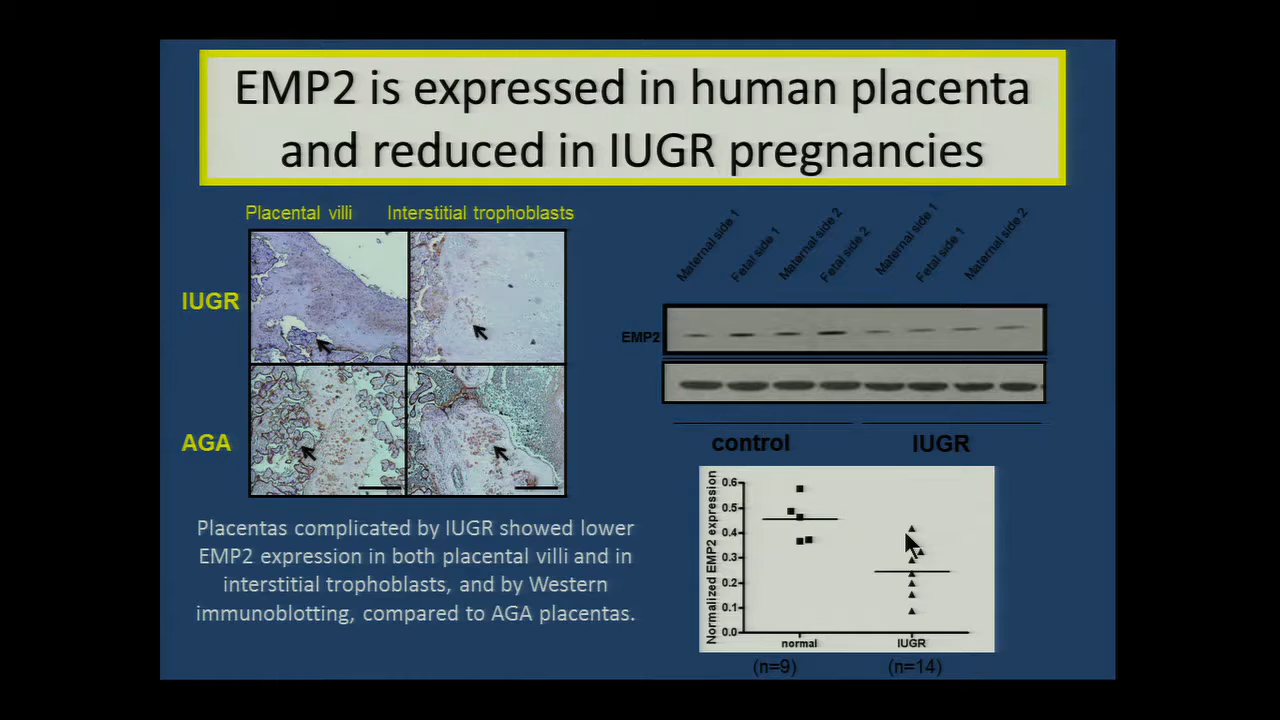 EMP2 is expressed in human placenta
and reduced in IUGR pregnancies
Placental villi
Interstitial trophoblasts
IUGR
AGA
Placentas complicated by IUGR showed lower
EMP2 expression in both placental villi and in
interstitial trophoblasts, and by Western
immunoblotting, compared to AGA placentas.
Maternal side 1
Fetal side 1
Maternal side 2
Fetal side 2
Maternal side 1
Fetal side 1
Maternal side 2
EMP2
control
IUGR
Normalized EMP2 expression
0.6
0.5
0.4
0.3
0.2
0.1
0.0
normal
IUGR
(n=9)
(n=14)